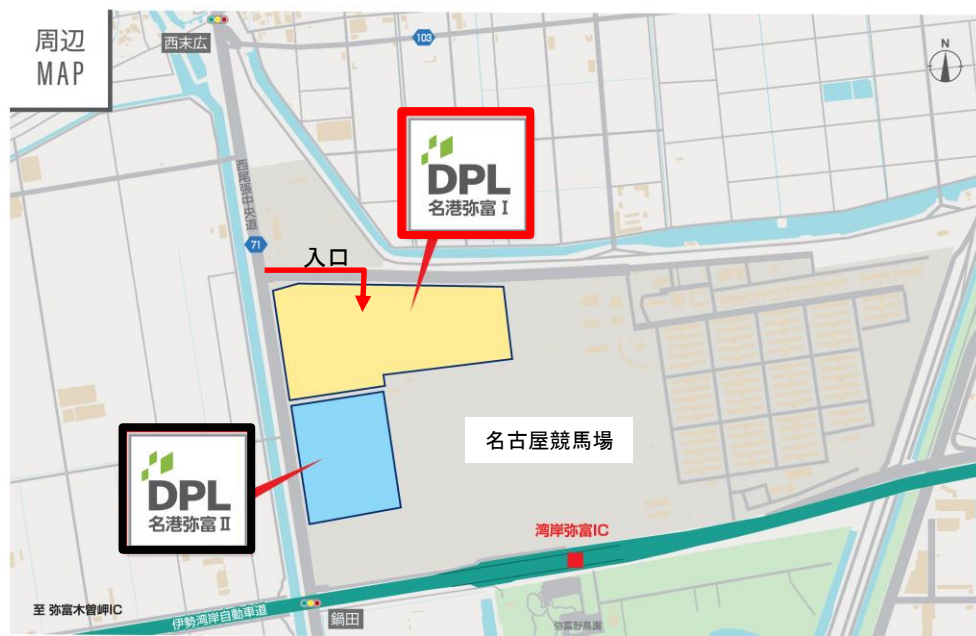 周辺
MAP
西末広
103
N
DPL
名港弥富 I
西尾張中央道
71
入口
名古屋競馬場
DPL
名港弥富 II
湾岸弥富IC
至 弥富木曽岬IC
伊勢湾岸自動車道
鍋田
弥富野鳥園